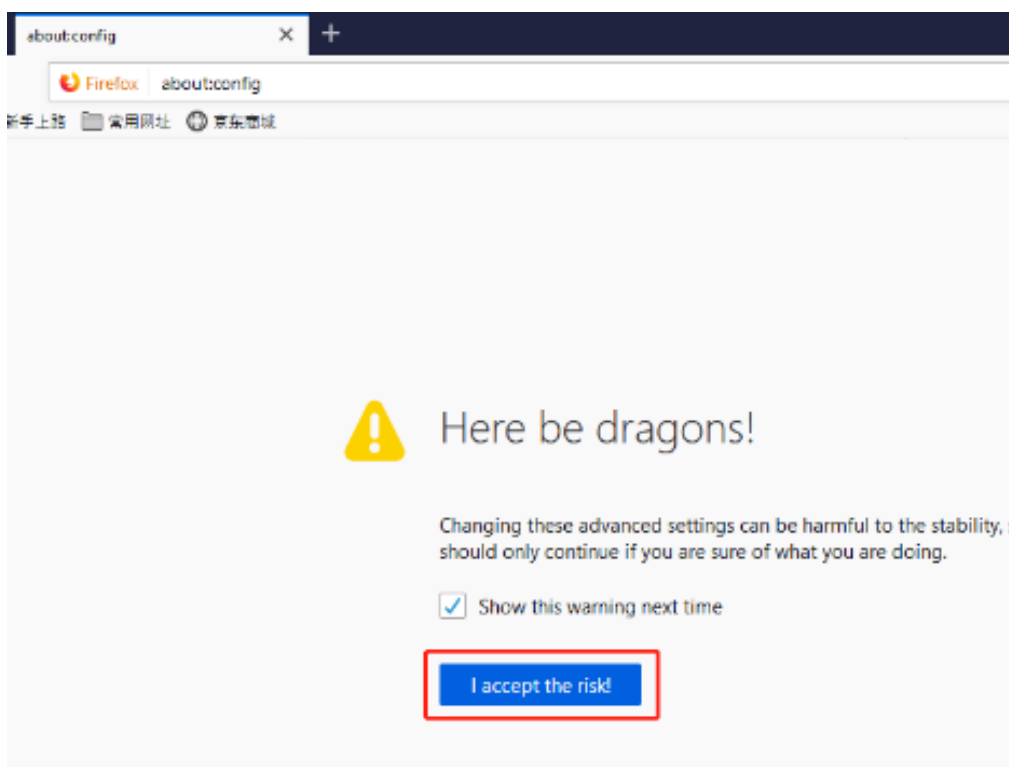 about:config
Firefox about:config
新手上路 常用网址 京东商城
Here be dragons!
Changing these advanced settings can be harmful to the stability,
should only continue if you are sure of what you are doing.
Show this warning next time
I accept the risk!